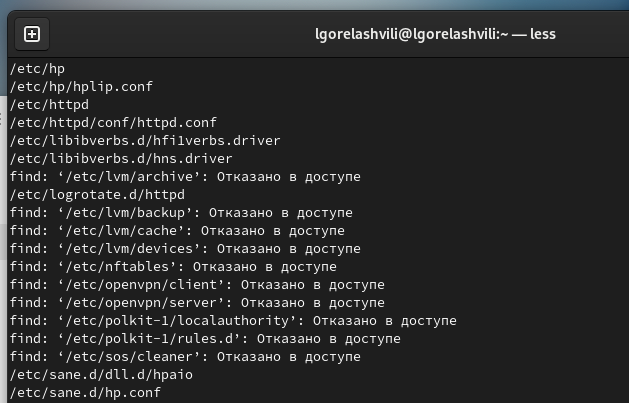 lgorelashvili@lgorelashvili:~ — less
/etc/hp
/etc/hp/hplip.conf
/etc/httpd
/etc/httpd/conf/httpd.conf
/etc/libibverbs.d/hfi1verbs.driver
/etc/libibverbs.d/hns.driver
find: ‘/etc/lvm/archive’: Отказано в доступе
/etc/logrotate.d/httpd
find: ‘/etc/lvm/backup’: Отказано в доступе
find: ‘/etc/lvm/cache’: Отказано в доступе
find: ‘/etc/lvm/devices’: Отказано в доступе
find: ‘/etc/nftables’: Отказано в доступе
find: ‘/etc/openvpn/client’: Отказано в доступе
find: ‘/etc/openvpn/server’: Отказано в доступе
find: ‘/etc/polkit-1/localauthority’: Отказано в доступе
find: ‘/etc/polkit-1/rules.d’: Отказано в доступе
find: ‘/etc/sos/cleaner’: Отказано в доступе
/etc/sane.d/dll.d/hpaio
/etc/sane.d/hp.conf